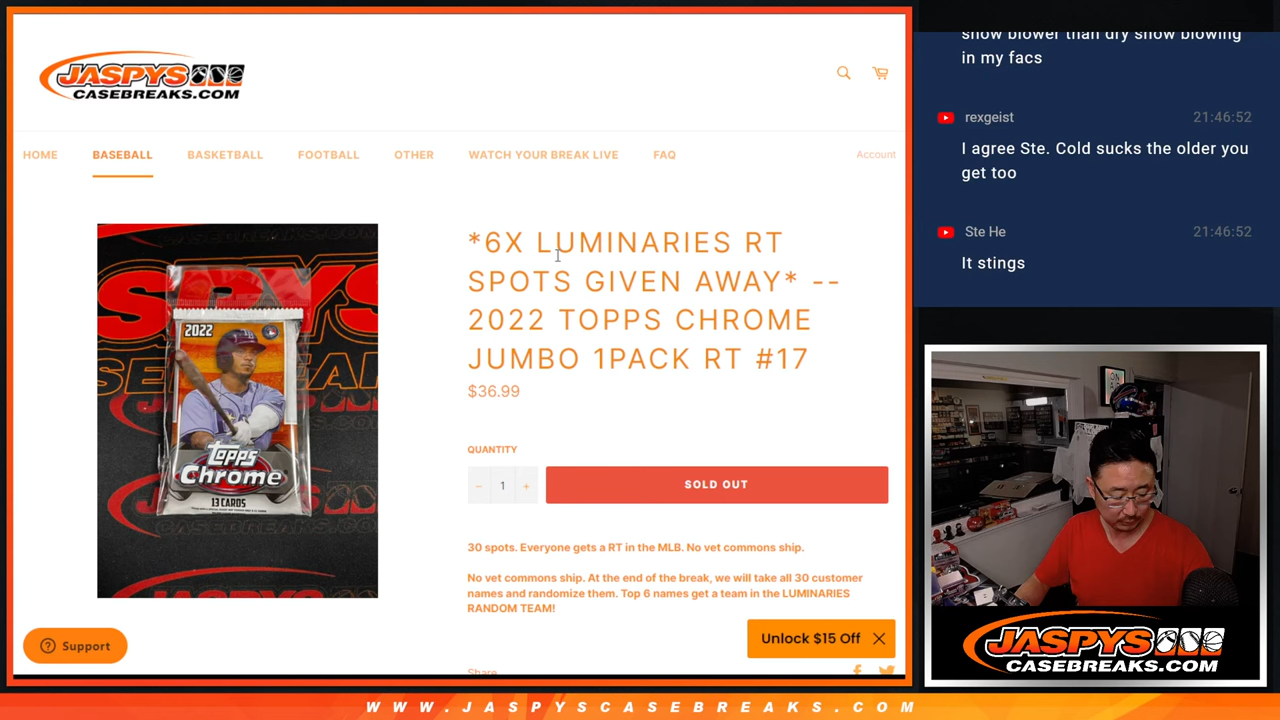 JASPYS
CASEBREAKS.COM
HOME
BASEBALL
BASKETBALL
FOOTBALL
OTHER
WATCH YOUR BREAK LIVE
FAQ
Account
2022
Topps
Chrome
13 CARDS
*6X LUMINARIES RT
SPOTS GIVEN AWAY* --
2022 TOPPS CHROME
JUMBO 1PACK RT #17
$36.99
QUANTITY
− 1 +
SOLD OUT
30 spots. Everyone gets a RT in the MLB. No vet commons ship.
No vet commons ship. At the end of the break, we will take all 30 customer
names and randomize them. Top 6 names get a team in the LUMINARIES
RANDOM TEAM!
Share
Support
Unlock $15 Off
snow blower than dry snow blowing
in my facs
rexgeist 21:46:52
I agree Ste. Cold sucks the older you
get too
Ste He 21:46:52
It stings
JASPYS
CASEBREAKS.COM
WWW.JASPYSCASEBREAKS.COM